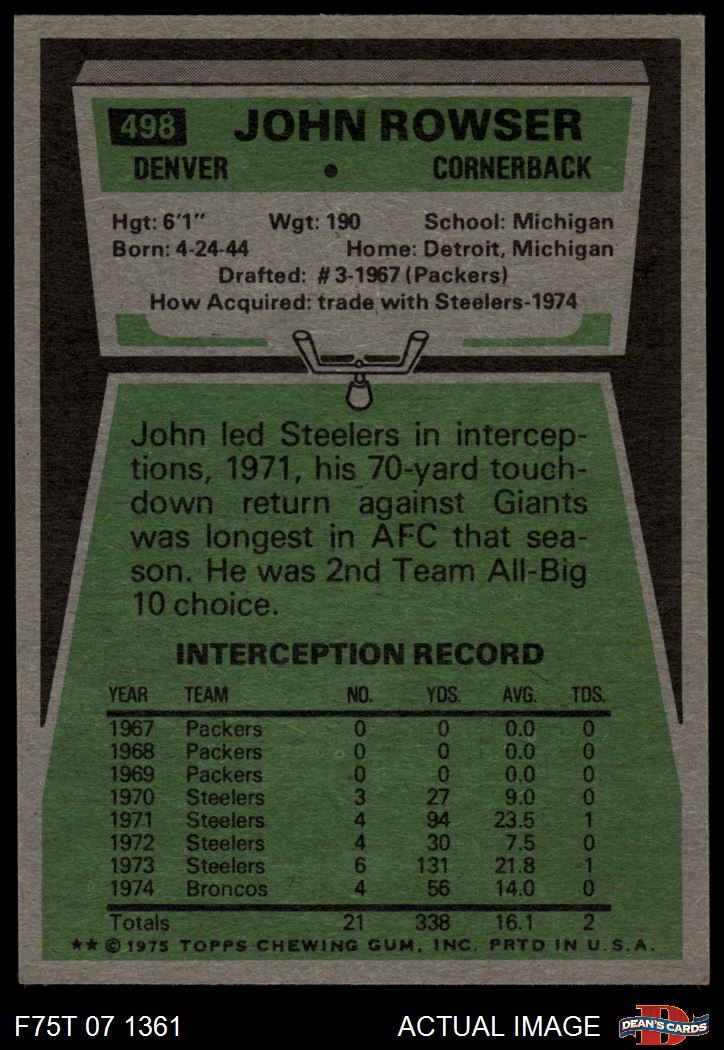 498 JOHN ROWSER
DENVER • CORNERBACK
Hgt: 6'1" Wgt: 190 School: Michigan
Born: 4-24-44 Home: Detroit, Michigan
Drafted: #3-1967 (Packers)
How Acquired: trade with Steelers-1974
John led Steelers in intercep-
tions, 1971, his 70-yard touch-
down return against Giants
was longest in AFC that sea-
son. He was 2nd Team All-Big
10 choice.
INTERCEPTION RECORD
YEAR TEAM NO. YDS. AVG. TDS.
1967 Packers 0 0 0.0 0
1968 Packers 0 0 0.0 0
1969 Packers 0 0 0.0 0
1970 Steelers 3 27 9.0 0
1971 Steelers 4 94 23.5 1
1972 Steelers 4 30 7.5 0
1973 Steelers 6 131 21.8 1
1974 Broncos 4 56 14.0 0
Totals 21 338 16.1 2
★★ © 1975 TOPPS CHEWING GUM, INC. PRTD IN U.S.A.
F75T 07 1361 ACTUAL IMAGE D DEAN'S CARDS